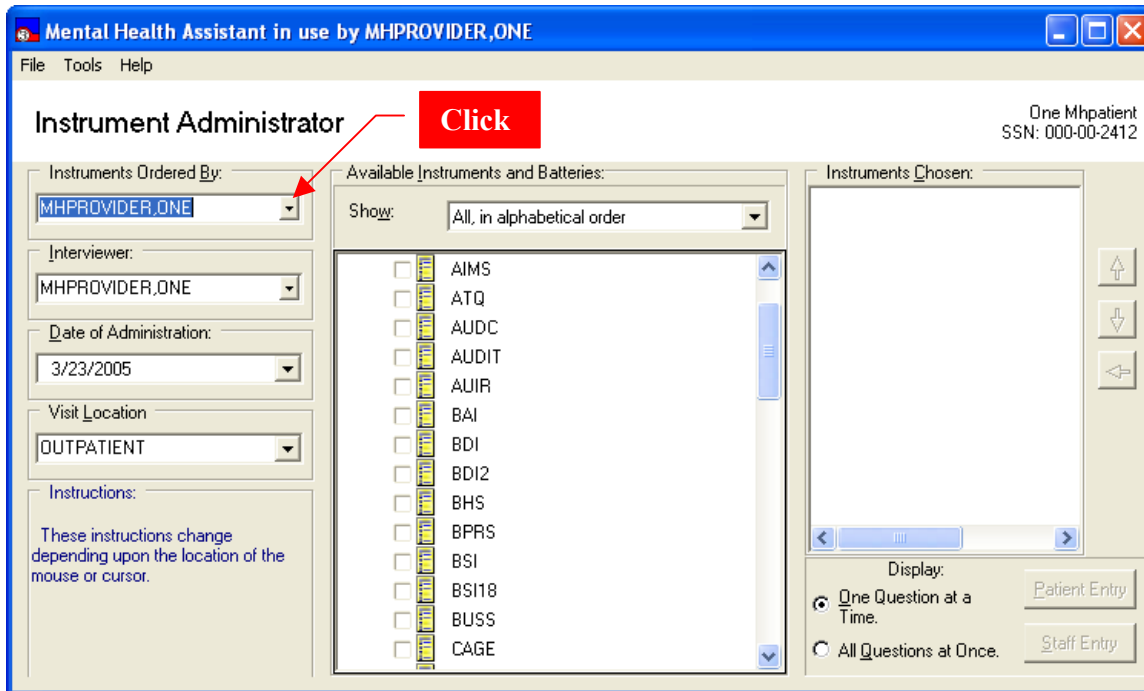 Mental Health Assistant in use by MHPROVIDER,ONE
File Tools Help
Instrument Administrator
Click
One Mhpatient
SSN: 000-00-2412
Instruments Ordered By:
MHPROVIDER,ONE
Interviewer:
MHPROVIDER,ONE
Date of Administration:
3/23/2005
Visit Location
OUTPATIENT
Instructions:
These instructions change
depending upon the location of the
mouse or cursor.
Available Instruments and Batteries:
Show: All, in alphabetical order
AIMS
ATQ
AUDC
AUDIT
AUIR
BAI
BDI
BDI2
BHS
BPRS
BSI
BSI18
BUSS
CAGE
Instruments Chosen:
Display:
One Question at a
Time.
All Questions at Once.
Patient Entry
Staff Entry